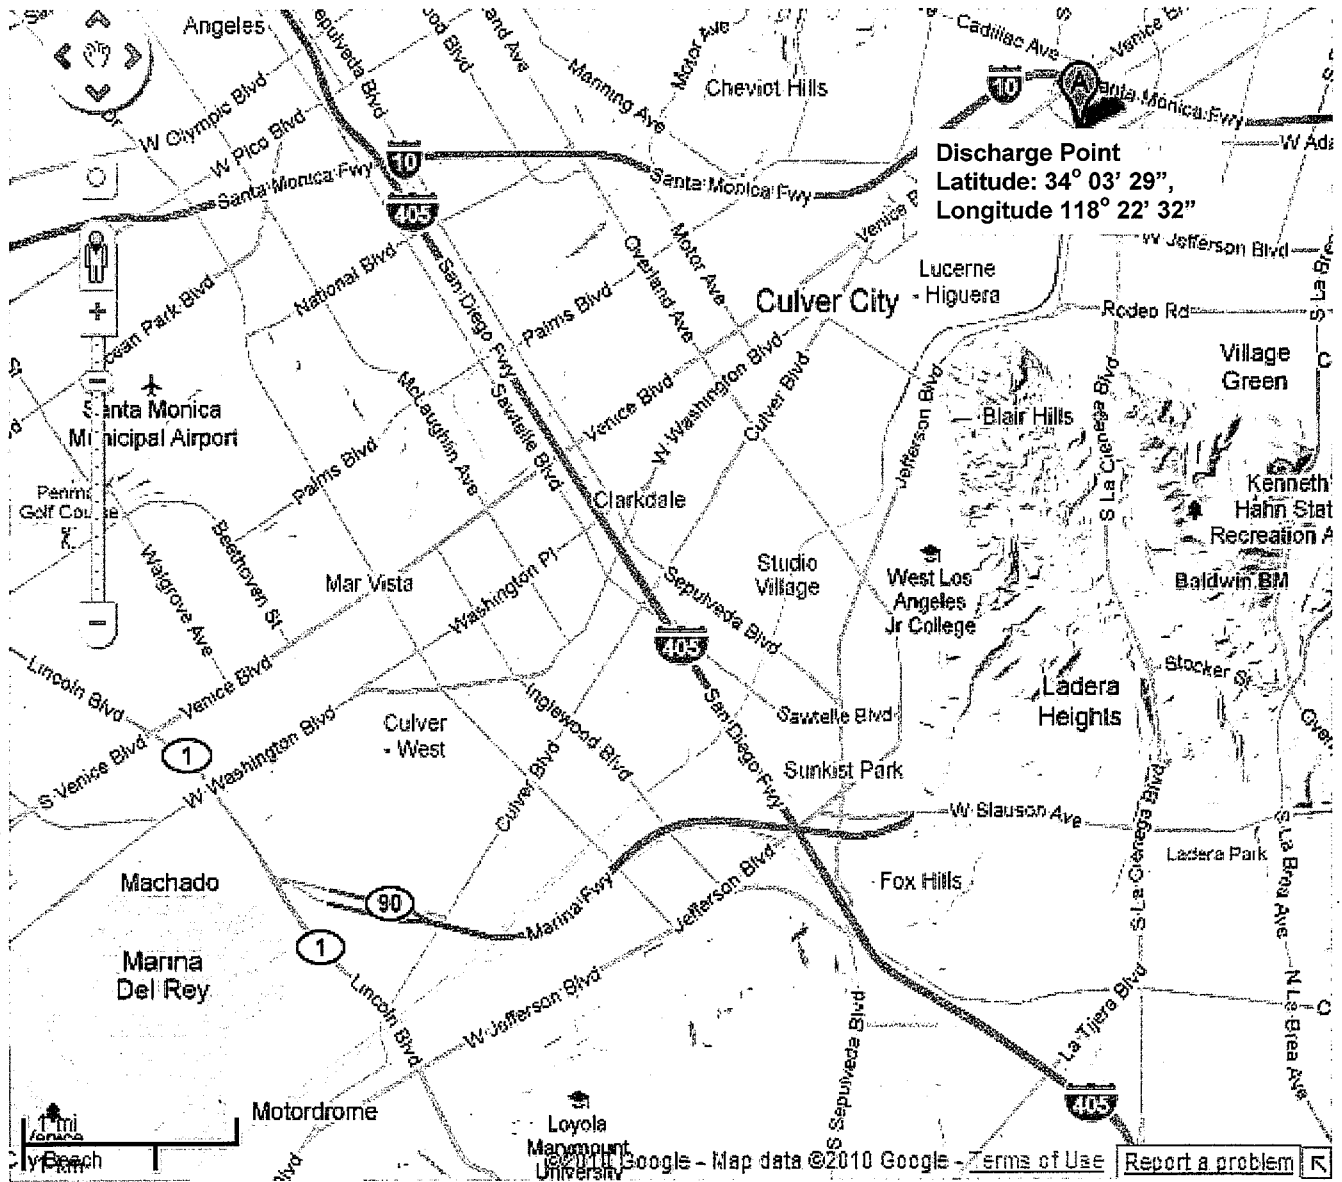 Angeles
Sepulveda Blvd
Manning Ave
Motor Ave
Cheviot Hills
Cadillac Ave
Venice Bl
10
A
Santa Monica Fwy
W Ada
W Olympic Blvd
W Pico Blvd
Santa Monica Fwy
10
405
Santa Monica Fwy
Discharge Point
Latitude: 34° 03' 29",
Longitude 118° 22' 32"
W Jefferson Blvd
S La Bre
National Blvd
San Diego Fwy
Overland Ave
Motor Ave
Lucerne
- Higuera
Culver City
Rodeo Rd
Ocean Park Blvd
Palms Blvd
Village
Green
Santa Monica
Municipal Airport
McLaughlin Ave
Sawtelle Blvd
Venice Blvd
W Washington Blvd
Culver Blvd
Jefferson Blvd
Blair Hills
S La Cienega Blvd
Palms Blvd
Clarkdale
Golf Course
Kenneth
Hahn Stat
Recreation A
Walgrove Ave
Beethoven St
Mar Vista
Washington Pl
Studio
Village
West Los
Angeles
Jr College
Baldwin BM
Sepulveda Blvd
405
Lincoln Blvd
Venice Blvd
Stocker St
Ladera
Heights
Inglewood Blvd
San Diego Fwy
Sawtelle Blvd
Culver
- West
1
S Venice Blvd
W Washington Blvd
Culver Blvd
Sunkist Park
W Slauson Ave
S La Cienega Blvd
S La Brea Ave
Ladera Park
Machado
90
Marina Fwy
Jefferson Blvd
Fox Hills
1
Marina
Del Rey
Lincoln Blvd
W Jefferson Blvd
S Sepulveda Blvd
La Tijera Blvd
N La Brea Ave
405
Motordrome
Loyola
Marymount
University
1 mi
Venice
y Beach
©2010 Google - Map data ©2010 Google - Terms of Use
Report a problem